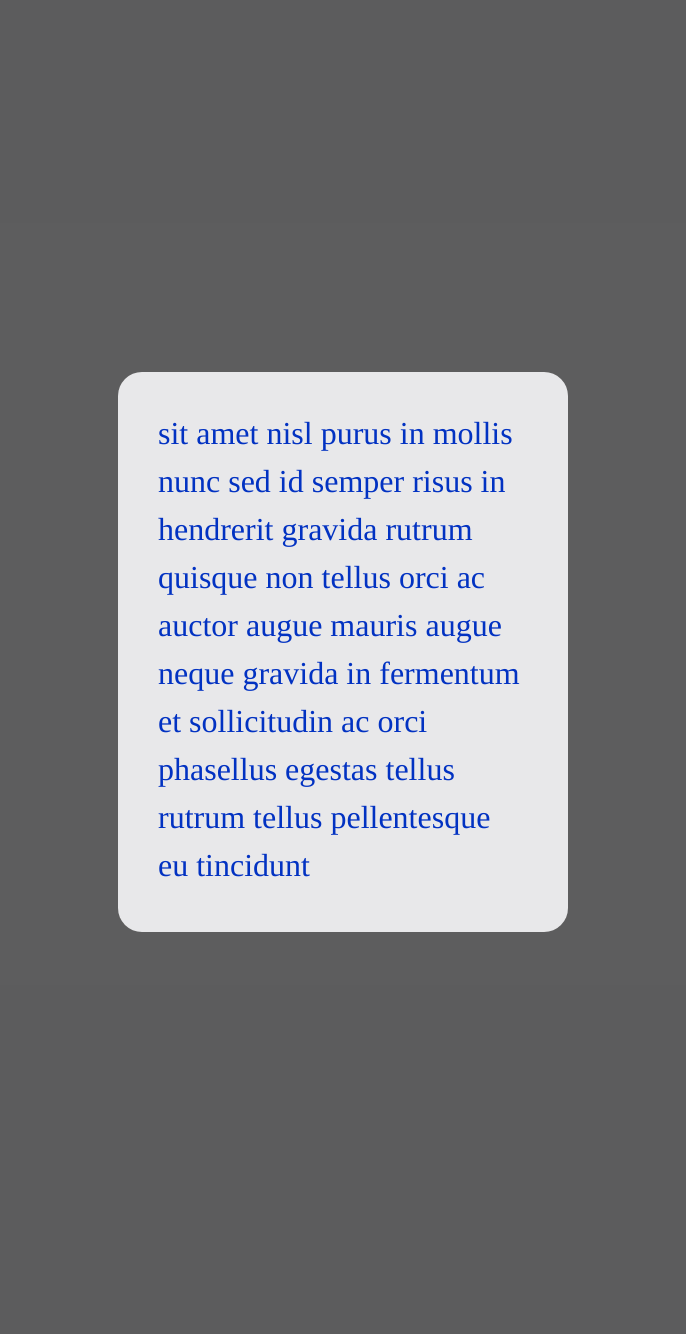 sit amet nisl purus in mollis
nunc sed id semper risus in
hendrerit gravida rutrum
quisque non tellus orci ac
auctor augue mauris augue
neque gravida in fermentum
et sollicitudin ac orci
phasellus egestas tellus
rutrum tellus pellentesque
eu tincidunt